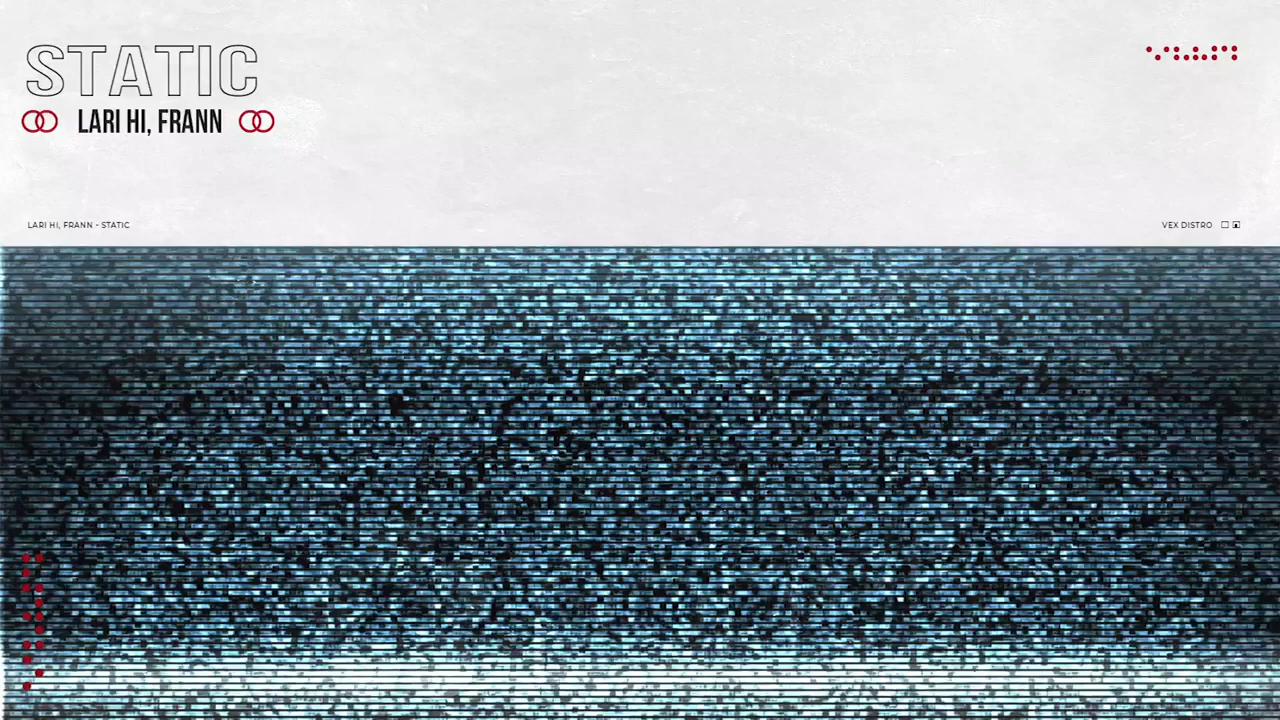 STATIC
LARI HI, FRANN
LARI HI, FRANN - STATIC
VEX DISTRO